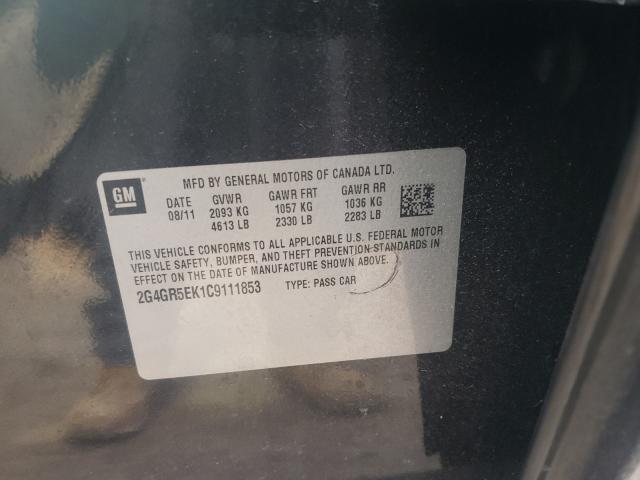 GM
MFD BY GENERAL MOTORS OF CANADA LTD.
DATE GVWR GAWR FRT GAWR RR
08/11 2093 KG 1057 KG 1036 KG
4613 LB 2330 LB 2283 LB
THIS VEHICLE CONFORMS TO ALL APPLICABLE U.S. FEDERAL MOTOR
VEHICLE SAFETY, BUMPER, AND THEFT PREVENTION STANDARDS IN
EFFECT ON THE DATE OF MANUFACTURE SHOWN ABOVE.
2G4GR5EK1C9111853 TYPE: PASS CAR